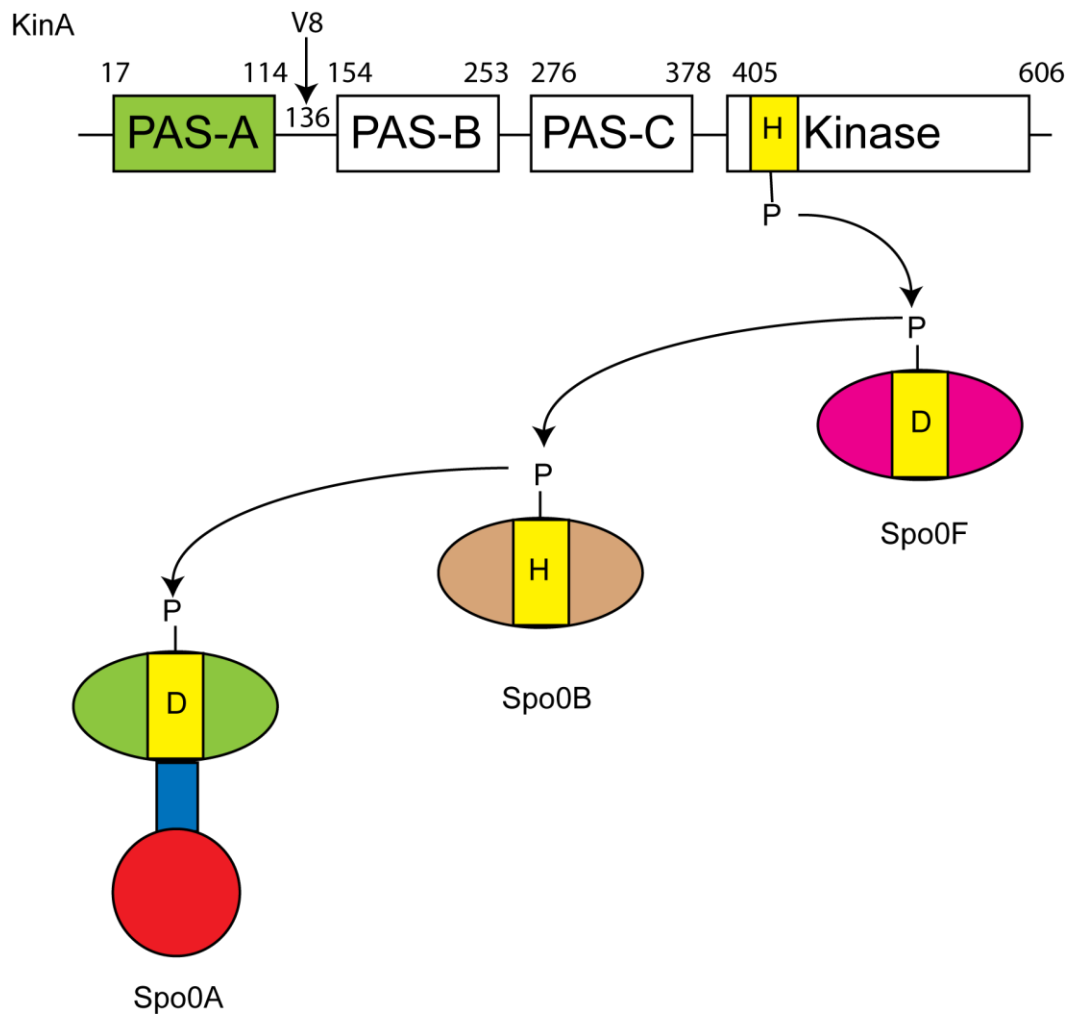 KinA
V8
17 114 154 253 276 378 405 606
136
PAS-A PAS-B PAS-C H Kinase
P
P
D
Spo0F
P
H
Spo0B
P
D
Spo0A